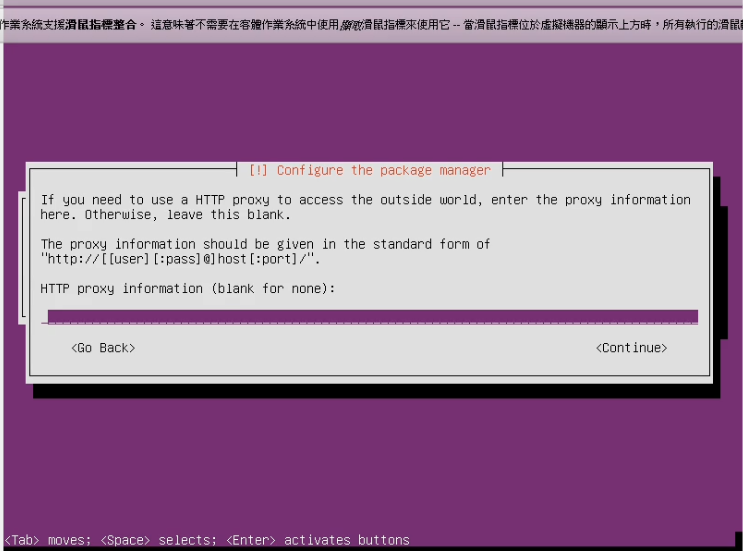 作業系統支援滑鼠指標整合。 這意味著不需要在客體作業系統中使用擷取滑鼠指標來使用它 -- 當滑鼠指標位於虛擬機器的顯示上方時,所有執行的滑鼠
[!] Configure the package manager
If you need to use a HTTP proxy to access the outside world, enter the proxy information
here. Otherwise, leave this blank.
The proxy information should be given in the standard form of
"http://[[user][:pass]@]host[:port]/".
HTTP proxy information (blank for none):
<Go Back> <Continue>
<Tab> moves; <Space> selects; <Enter> activates buttons